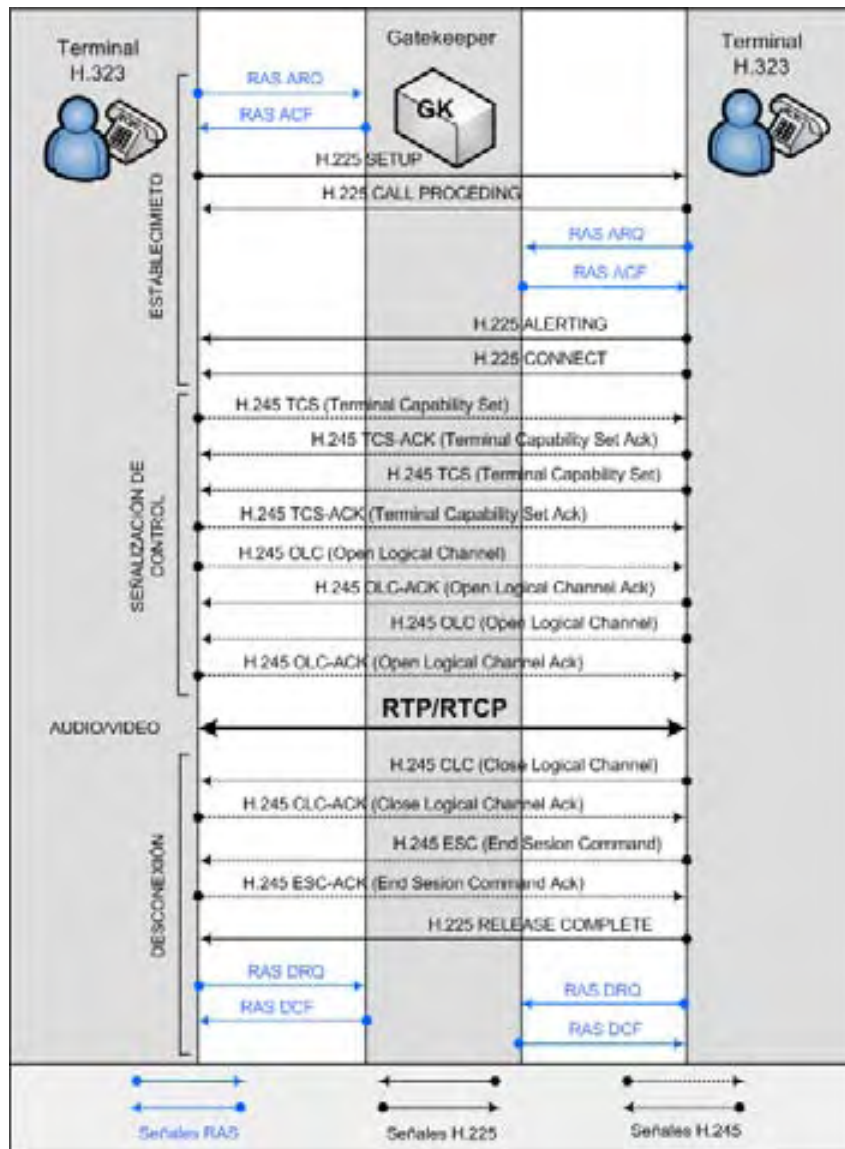 Terminal
H.323
Gatekeeper
Terminal
H.323
GK
RAS ARQ
RAS ACF
H.225 SETUP
H.225 CALL PROCEDING
RAS ARQ
RAS ACF
H.225 ALERTING
H.225 CONNECT
ESTABLECIMIETO
H.245 TCS (Terminal Capability Set)
H.245 TCS-ACK (Terminal Capability Set Ack)
H.245 TCS (Terminal Capability Set)
H.245 TCS-ACK (Terminal Capability Set Ack)
H.245 OLC (Open Logical Channel)
H.245 OLC-ACK (Open Logical Channel Ack)
H.245 OLC (Open Logical Channel)
H.245 OLC-ACK (Open Logical Channel Ack)
SEÑALIZACIÓN DE
CONTROL
RTP/RTCP
AUDIO/VIDEO
H.245 CLC (Close Logical Channel)
H.245 CLC-ACK (Close Logical Channel Ack)
H.245 ESC (End Sesion Command)
H.245 ESC-ACK (End Sesion Command Ack)
H.225 RELEASE COMPLETE
RAS DRQ
RAS DCF
RAS DRQ
RAS DCF
DESCONEXIÓN
Señales RAS
Señales H.225
Señales H.245